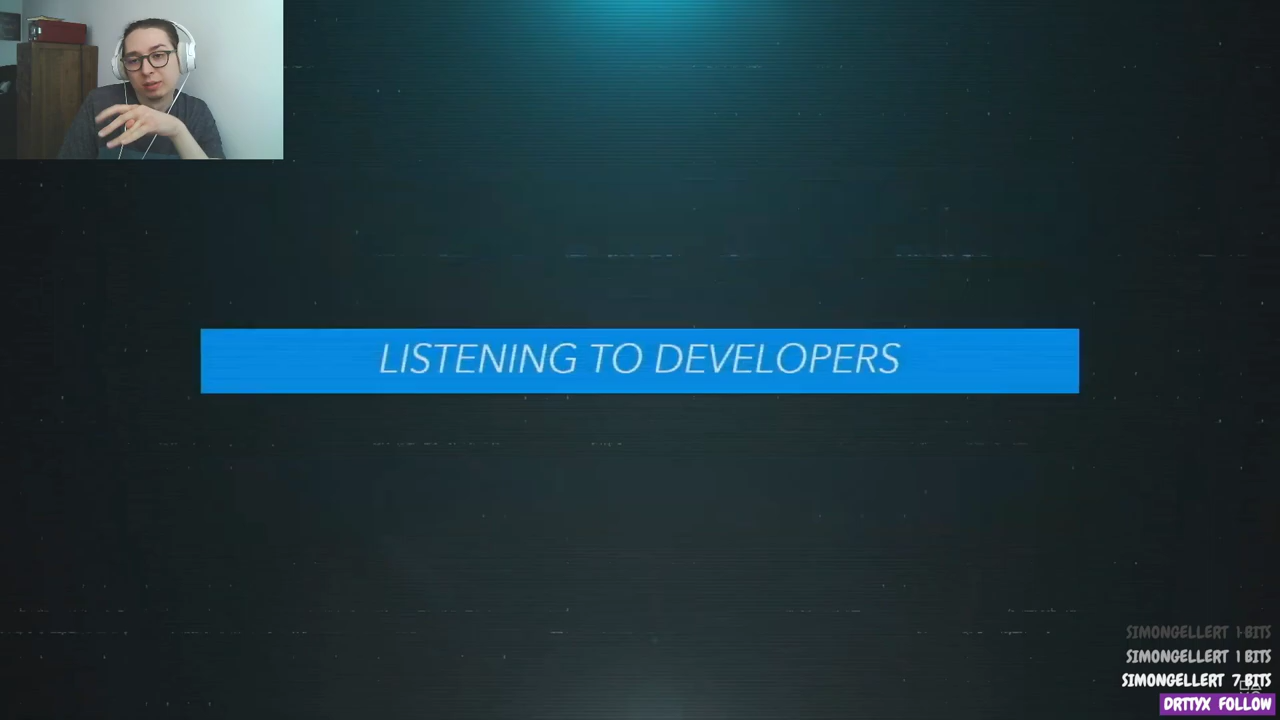 LISTENING TO DEVELOPERS
SIMONGELLERT 1 BITS
SIMONGELLERT 1 BITS
SIMONGELLERT 7 BITS
DRTTYX FOLLOW